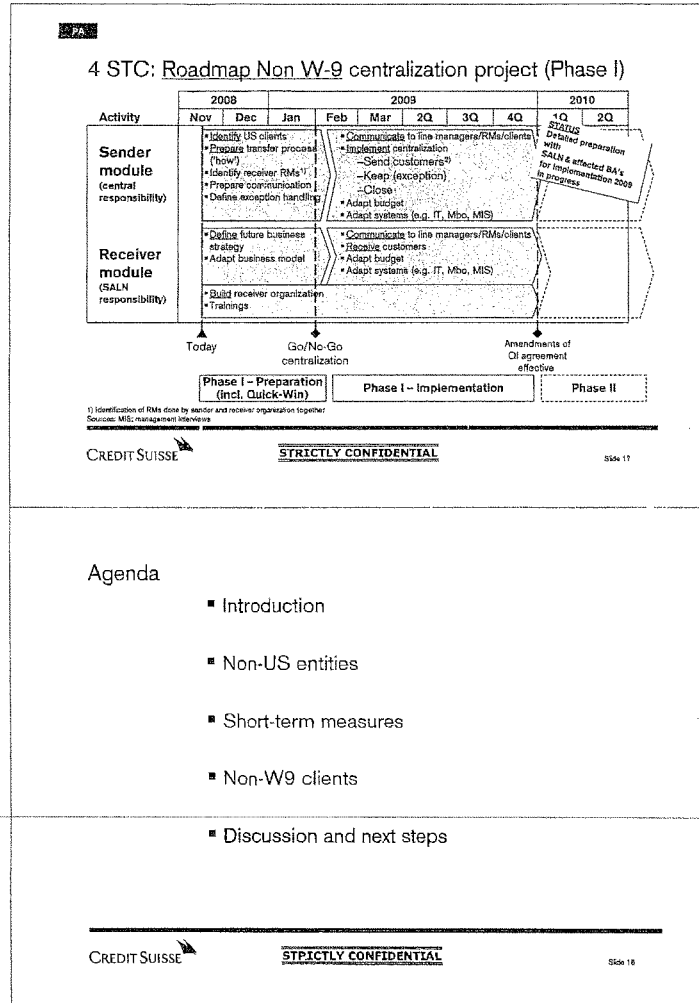 PA
4 STC: Roadmap Non W-9 centralization project (Phase I)
2008 2009 2010
Activity Nov Dec Jan Feb Mar 2Q 3Q 4Q 1Q 2Q
Sender
module
(central
responsibility)
▪ Identify US clients
▪ Prepare transfer process
('how')
▪ Identify receiver RMs1)
▪ Prepare communication
▪ Define exception handling
▪ Communicate to line managers/RMs/clients
▪ Implement centralization
–Send customers2)
–Keep (exception)
–Close
▪ Adapt budget
▪ Adapt systems (e.g. IT, Mbo, MIS)
STATUS
Detailed preparation
with
SALN & affected BA's
for implementation 2009
in progress
Receiver
module
(SALN
responsibility)
▪ Define future business
strategy
▪ Adapt business model
▪ Communicate to line managers/RMs/clients
▪ Receive customers
▪ Adapt budget
▪ Adapt systems (e.g. IT, Mbo, MIS)
▪ Build receiver organization
▪ Trainings
Today
Go/No-Go
centralization
Amendments of
QI agreement
effective
Phase I – Preparation
(incl. Quick-Win)
Phase I – Implementation
Phase II
1) Identification of RMs done by sender and receiver organization together
Sources: MIS; management interviews
CREDIT SUISSE
STRICTLY CONFIDENTIAL
Slide 17
Agenda
▪ Introduction
▪ Non-US entities
▪ Short-term measures
▪ Non-W9 clients
▪ Discussion and next steps
CREDIT SUISSE
STRICTLY CONFIDENTIAL
Slide 18